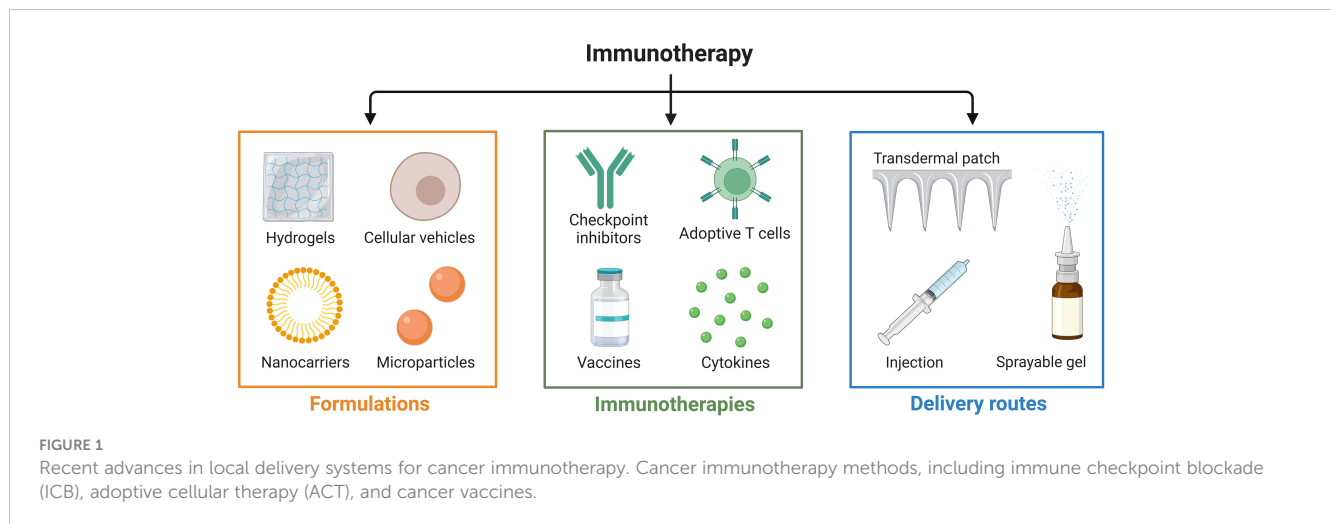 Immunotherapy
Hydrogels
Cellular vehicles
Nanocarriers
Microparticles
Formulations
Checkpoint
inhibitors
Adoptive T cells
Vaccines
Cytokines
Immunotherapies
Transdermal patch
Injection
Sprayable gel
Delivery routes
FIGURE 1
Recent advances in local delivery systems for cancer immunotherapy. Cancer immunotherapy methods, including immune checkpoint blockade
(ICB), adoptive cellular therapy (ACT), and cancer vaccines.